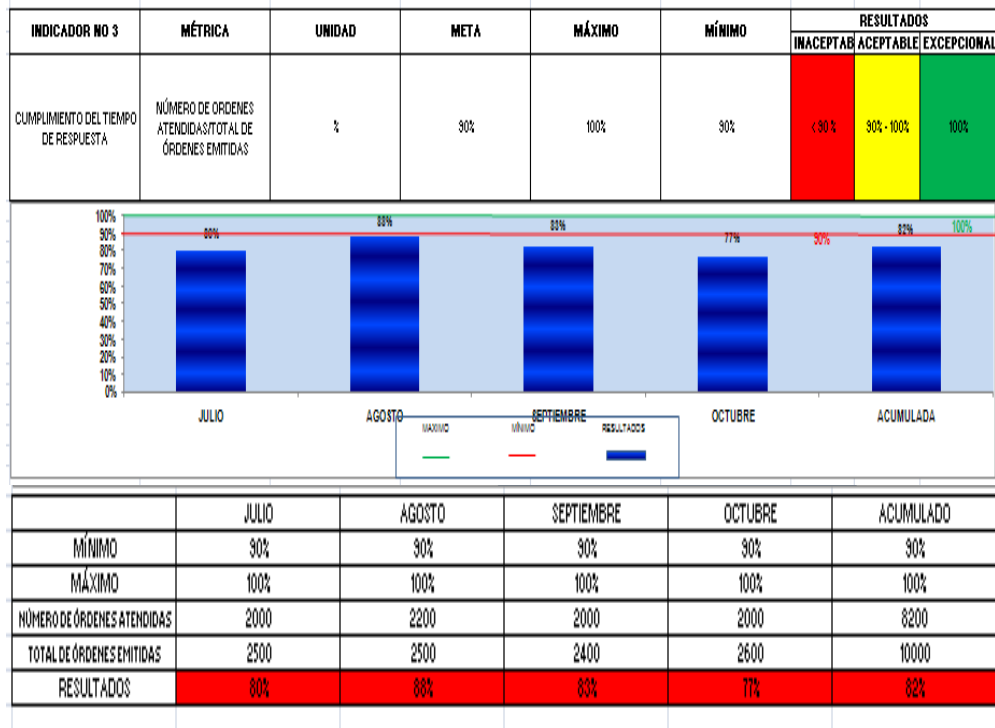 INDICADOR NO 3 MÉTRICA UNIDAD META MÁXIMO MÍNIMO RESULTADOS
INACEPTAB ACEPTABLE EXCEPCIONAL
CUMPLIMIENTO DEL TIEMPO DE RESPUESTA
NÚMERO DE ORDENES ATENDIDAS/TOTAL DE ÓRDENES EMITIDAS
% 90% 100% 90% < 90 % 90% - 100% 100%
100%
90%
80%
70%
60%
50%
40%
30%
20%
10%
0%
80% 88% 83% 77% 90% 82% 100%
JULIO AGOSTO SEPTIEMBRE OCTUBRE ACUMULADA
MAXIMO MÍNIMO RESULTADOS
JULIO AGOSTO SEPTIEMBRE OCTUBRE ACUMULADO
MÍNIMO 90% 90% 90% 90% 90%
MÁXIMO 100% 100% 100% 100% 100%
NÚMERO DE ÓRDENES ATENDIDAS 2000 2200 2000 2000 8200
TOTAL DE ÓRDENES EMITIDAS 2500 2500 2400 2600 10000
RESULTADOS 80% 88% 83% 77% 82%